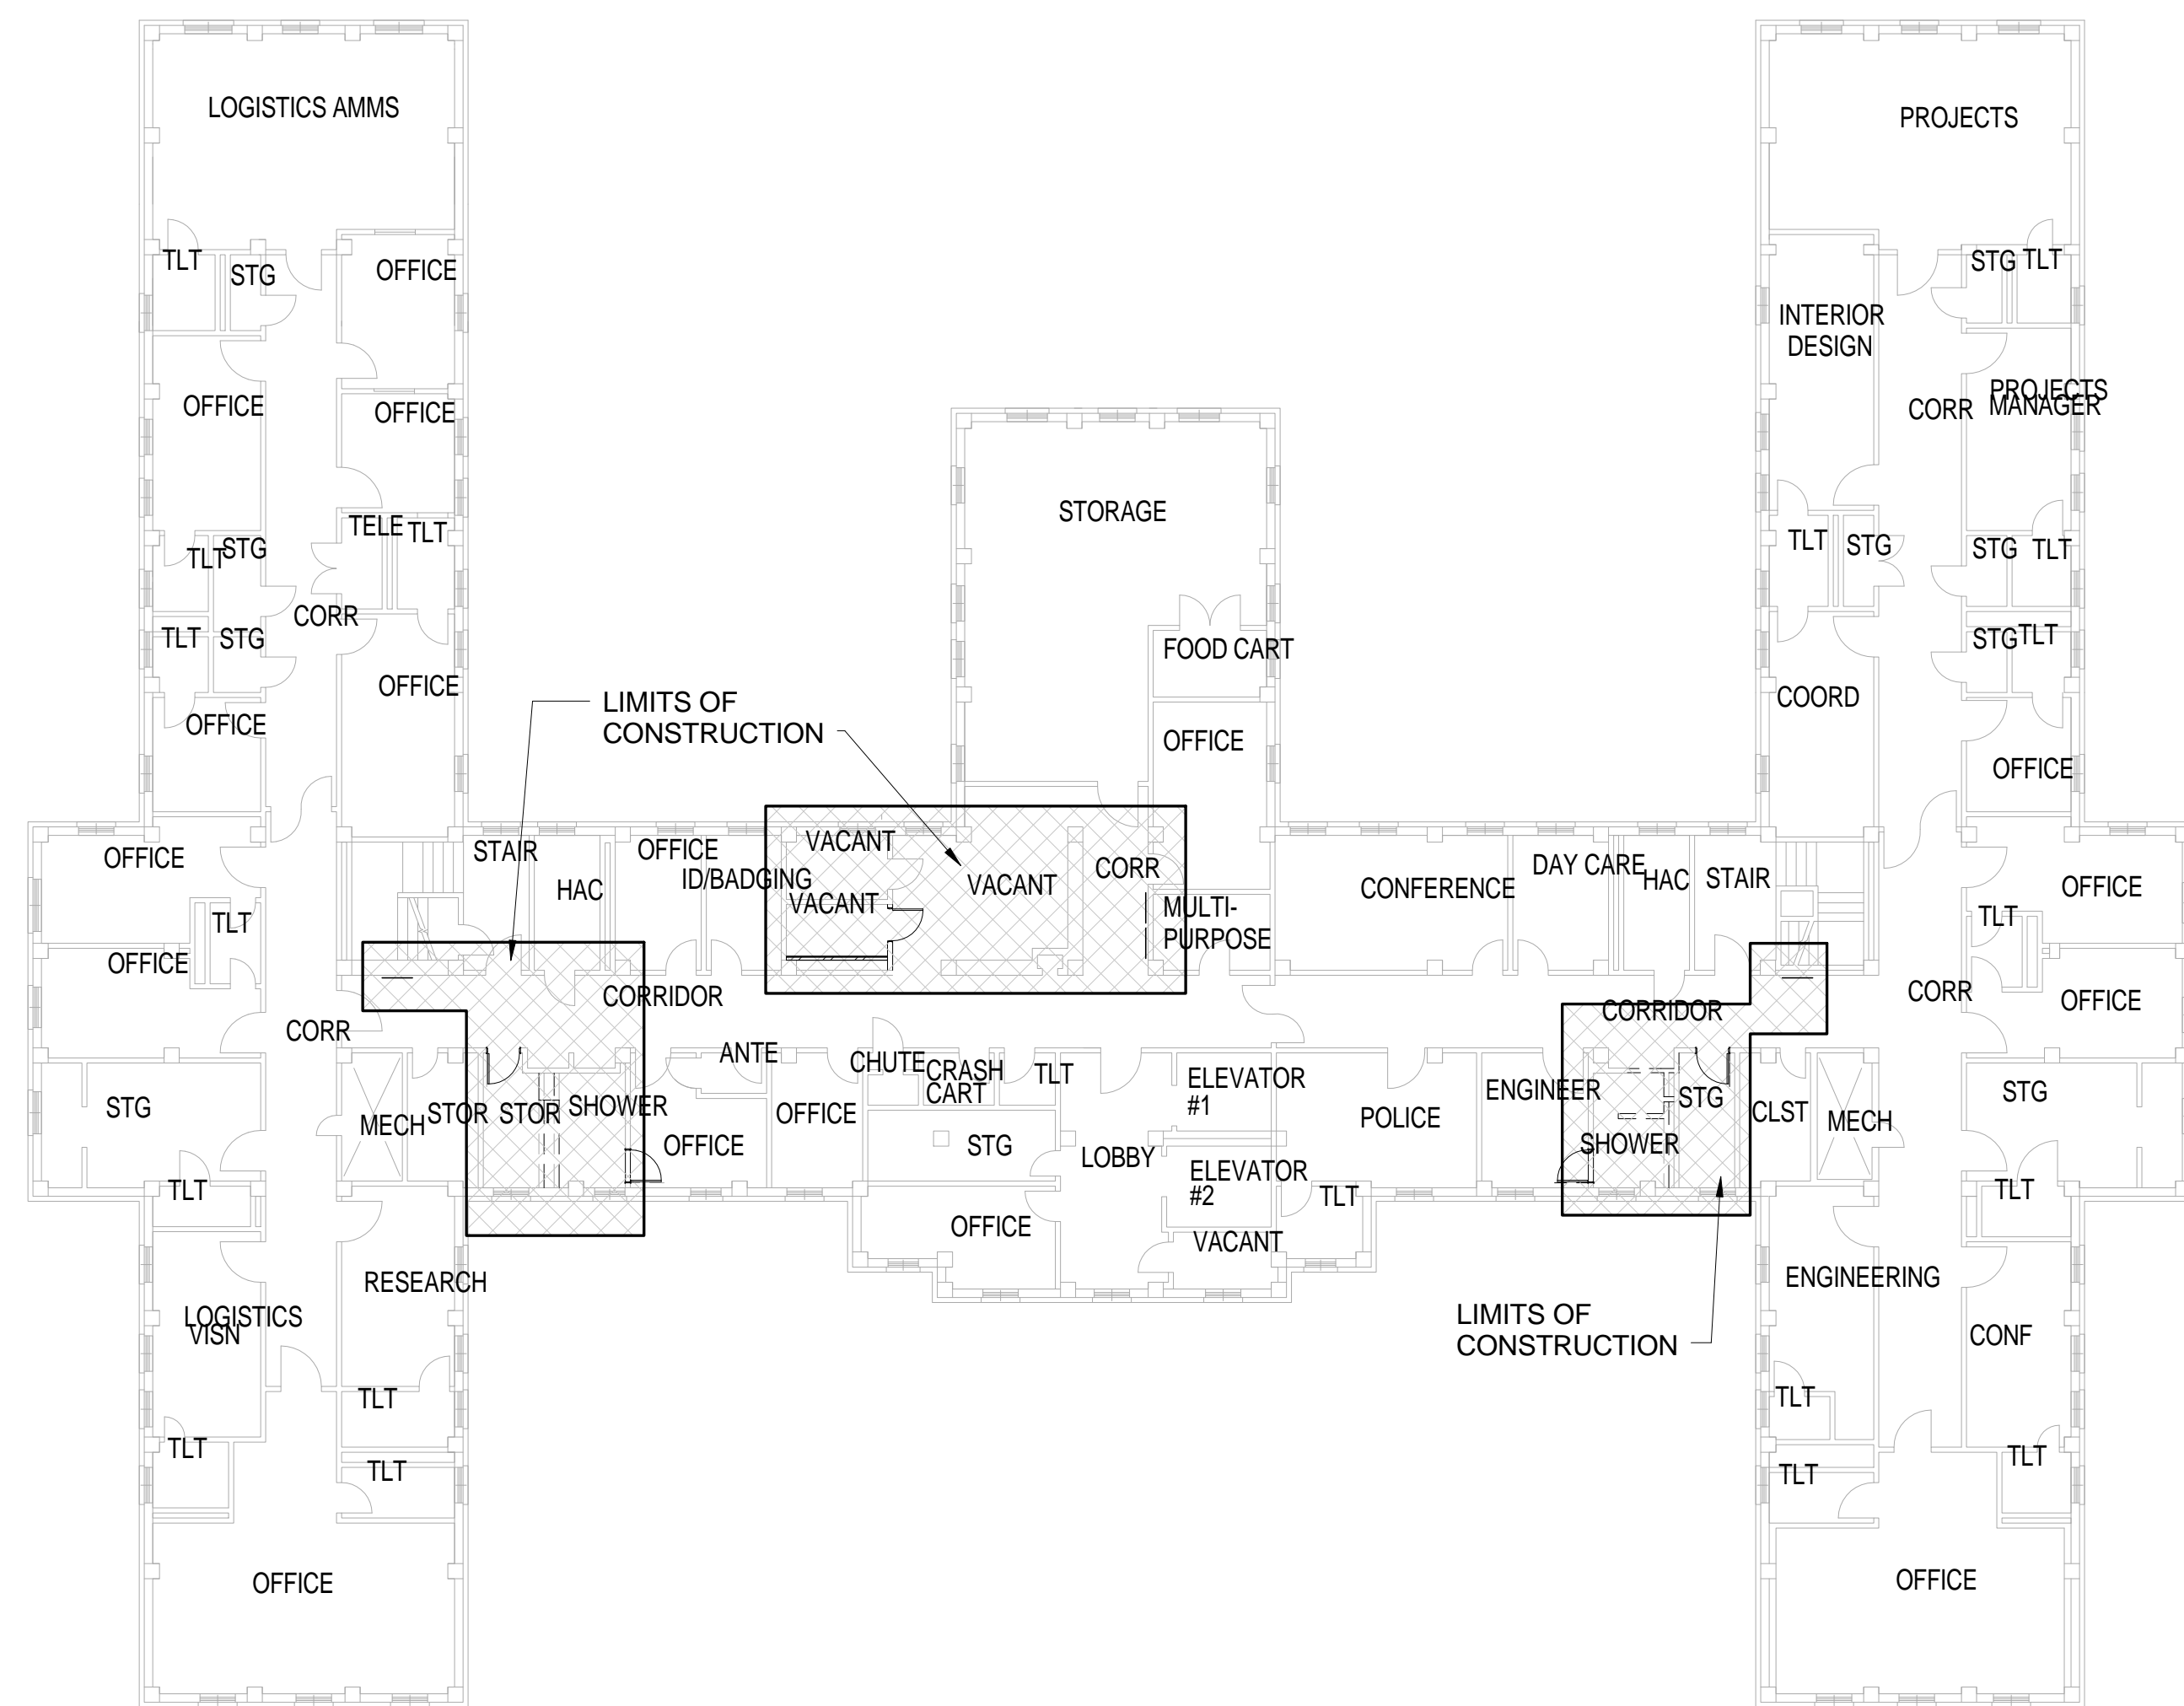 LOGISTICS AMMS
PROJECTS
TLT
STG
OFFICE
STG
TLT
INTERIOR
DESIGN
OFFICE
OFFICE
CORR
PROJECTS
MANAGER
STORAGE
TELE
TLT
TLT
STG
TLT
STG
STG
TLT
CORR
TLT
STG
FOOD CART
STG
TLT
OFFICE
COORD
OFFICE
LIMITS OF
CONSTRUCTION
OFFICE
OFFICE
OFFICE
STAIR
OFFICE
VACANT
HAC
ID/BADGING
VACANT
VACANT
CORR
CONFERENCE
DAY CARE
HAC
STAIR
OFFICE
TLT
MULTI-
PURPOSE
TLT
OFFICE
CORRIDOR
CORRIDOR
CORR
OFFICE
CORR
ANTE
CHUTE
CRASH
CART
TLT
ELEVATOR
#1
ENGINEER
STG
STG
STG
MECH
STOR
STOR
SHOWER
OFFICE
OFFICE
STG
LOBBY
POLICE
SHOWER
CLST
MECH
TLT
ELEVATOR
#2
TLT
TLT
OFFICE
VACANT
RESEARCH
ENGINEERING
LOGISTICS
VISN
LIMITS OF
CONSTRUCTION
CONF
TLT
TLT
TLT
TLT
TLT
TLT
OFFICE
OFFICE